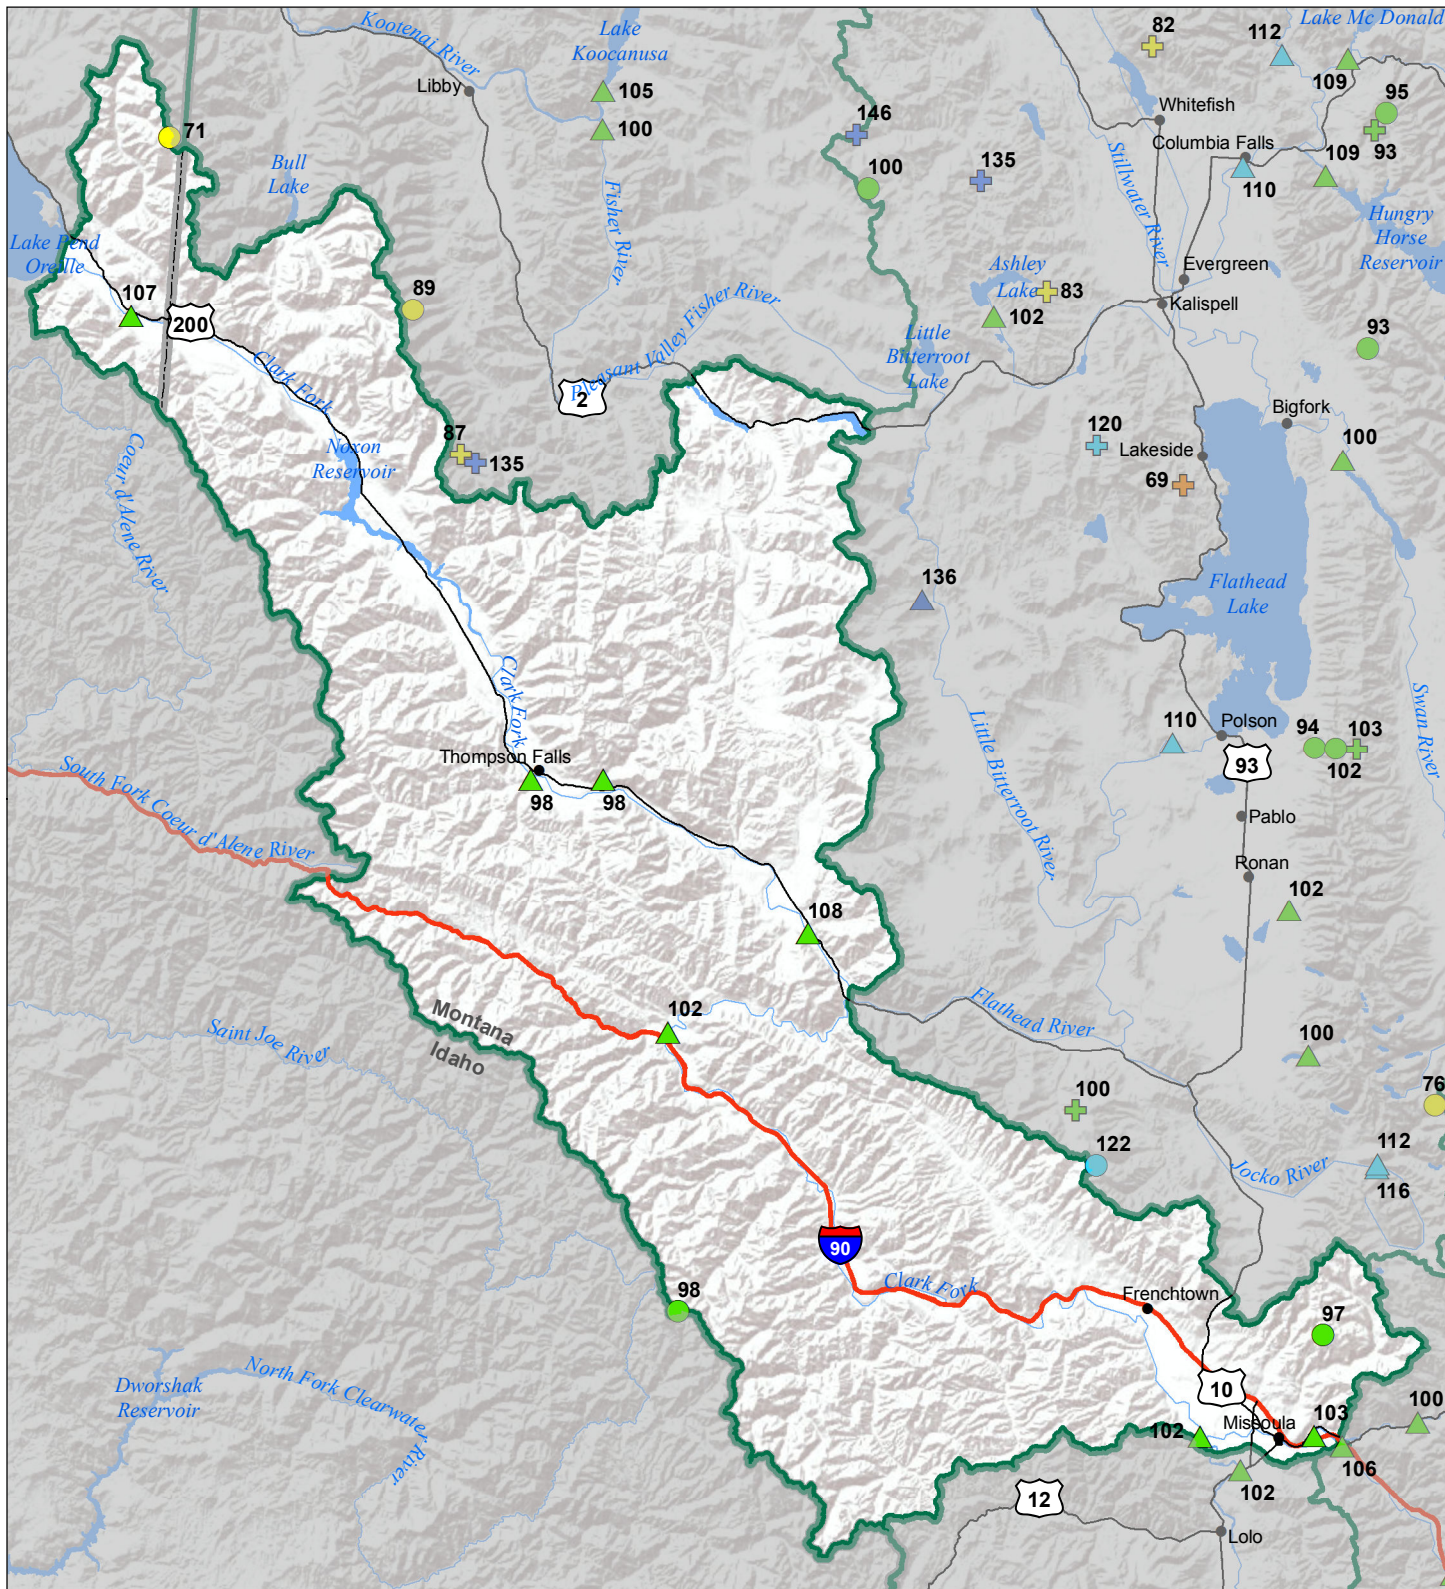 Kootenai River
Lake
Koocanusa
82
112
Lake Mc Donald
Libby
105
109
95
71
100
146
Whitefish
Columbia Falls
93
Bull
Lake
135
100
109
110
Stillwater River
Fisher River
Hungry
Horse
Reservoir
Lake Pend
Oreille
Ashley
Lake
83
Evergreen
107
89
102
Kalispell
200
Pleasant Valley Fisher River
Little
Bitterroot
Lake
93
Clark Fork
2
Bigfork
87
135
120
Lakeside
100
Noxon
Reservoir
69
Coeur d'Alene River
136
Flathead
Lake
Clark Fork
Swan River
Thompson Falls
110
Polson
94
103
102
93
98
98
South Fork Coeur d'Alene River
Little Bitterroot River
Pablo
Ronan
108
102
Montana
Idaho
102
Flathead River
Saint Joe River
100
76
100
122
112
116
Jocko River
90
98
Clark Fork
Frenchtown
97
Dworshak
Reservoir
North Fork Clearwater River
10
Missoula
103
100
102
106
102
12
Lolo